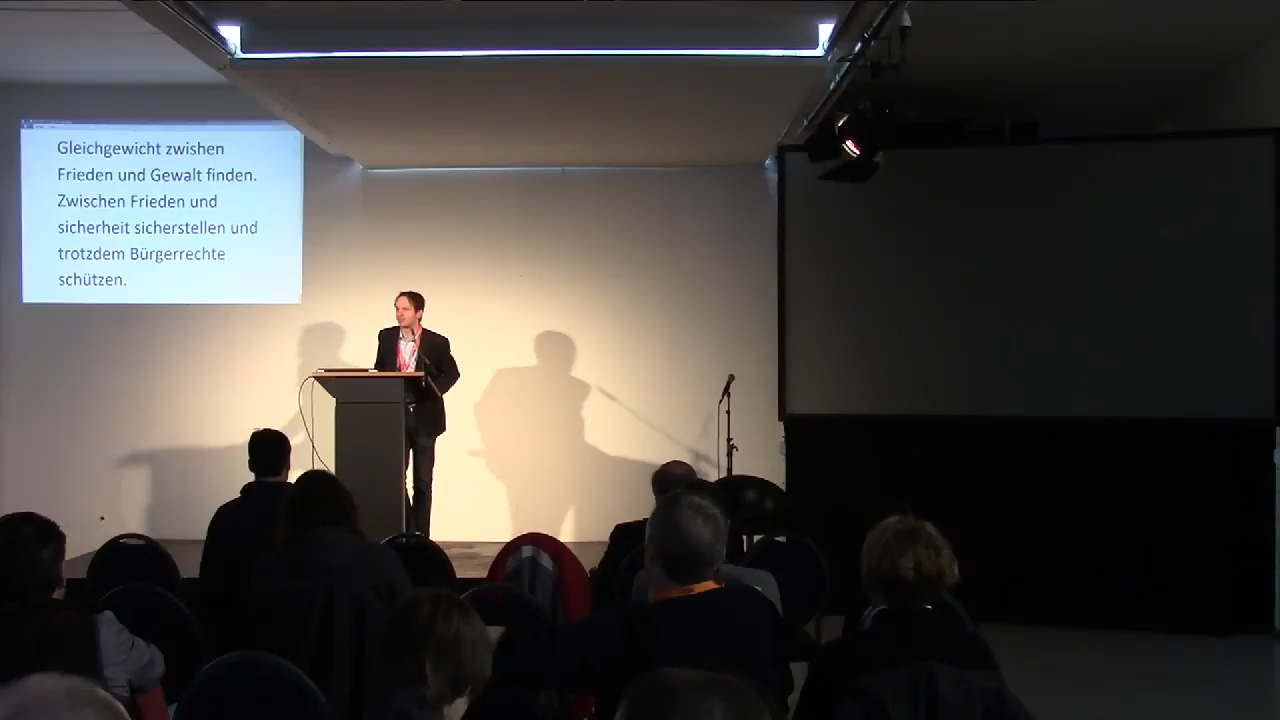 Gleichgewicht zwishen
Frieden und Gewalt finden.
Zwischen Frieden und
sicherheit sicherstellen und
trotzdem Bürgerrechte
schützen.